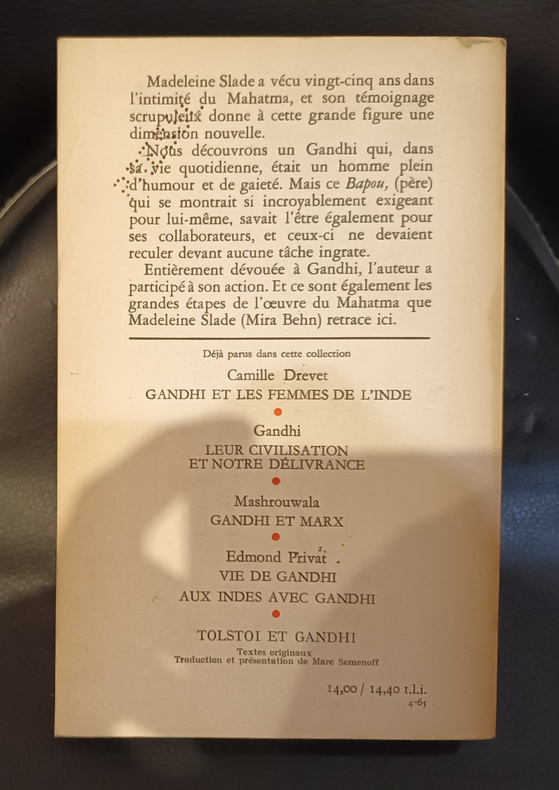 Madeleine Slade a vécu vingt-cinq ans dans
l'intimité du Mahatma, et son témoignage
scrupuleux donne à cette grande figure une
dimension nouvelle.
Nous découvrons un Gandhi qui, dans
sa vie quotidienne, était un homme plein
d'humour et de gaieté. Mais ce Bapou, (père)
qui se montrait si incroyablement exigeant
pour lui-même, savait l'être également pour
ses collaborateurs, et ceux-ci ne devaient
reculer devant aucune tâche ingrate.
Entièrement dévouée à Gandhi, l'auteur a
participé à son action. Et ce sont également les
grandes étapes de l'œuvre du Mahatma que
Madeleine Slade (Mira Behn) retrace ici.
Déjà parus dans cette collection
Camille Drevet
GANDHI ET LES FEMMES DE L'INDE
Gandhi
LEUR CIVILISATION
ET NOTRE DÉLIVRANCE
Mashrouwala
GANDHI ET MARX
Edmond Privat
VIE DE GANDHI
AUX INDES AVEC GANDHI
TOLSTOI ET GANDHI
Textes originaux
Traduction et présentation de Marc Semenoff
14,00 / 14,40 t.l.i.
4-65